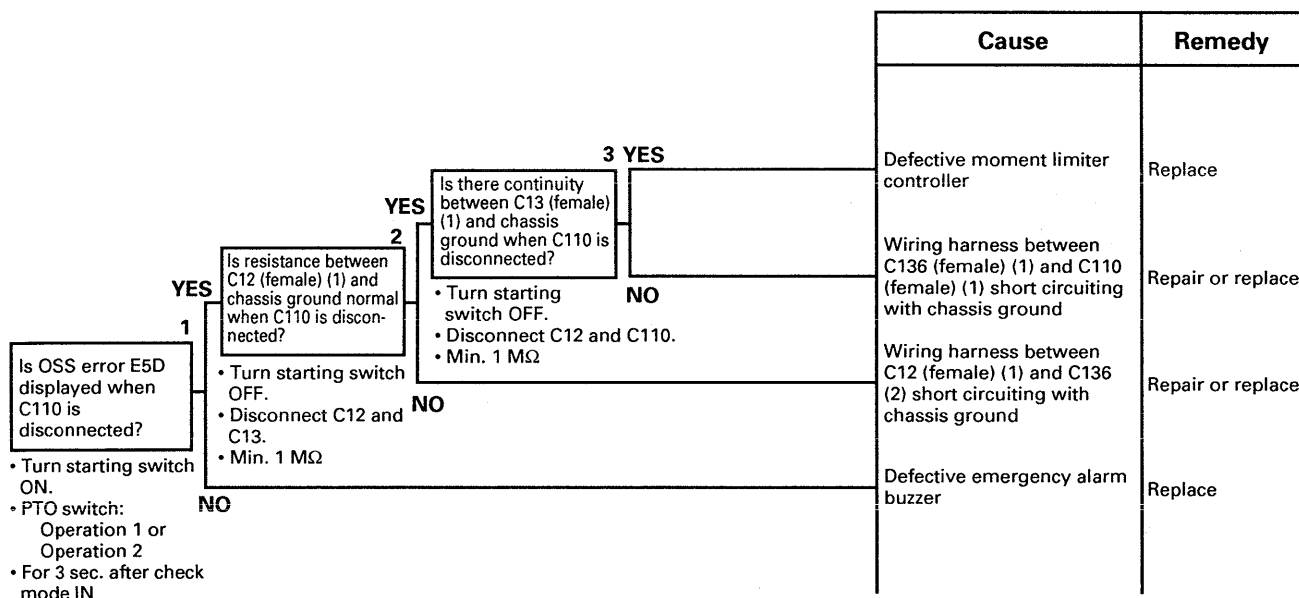 Cause
Remedy
1
Is OSS error E5D
displayed when
C110 is
disconnected?
• Turn starting switch
ON.
• PTO switch:
Operation 1 or
Operation 2
• For 3 sec. after check
mode IN
YES
NO
2
Is resistance between
C12 (female) (1) and
chassis ground normal
when C110 is discon-
nected?
• Turn starting switch
OFF.
• Disconnect C12 and
C13.
• Min. 1 MΩ
YES
NO
3
Is there continuity
between C13 (female)
(1) and chassis
ground when C110 is
disconnected?
• Turn starting
switch OFF.
• Disconnect C12 and C110.
• Min. 1 MΩ
YES
NO
Defective moment limiter
controller
Replace
Wiring harness between
C136 (female) (1) and C110
(female) (1) short circuiting
with chassis ground
Repair or replace
Wiring harness between
C12 (female) (1) and C136
(2) short circuiting with
chassis ground
Repair or replace
Defective emergency alarm
buzzer
Replace